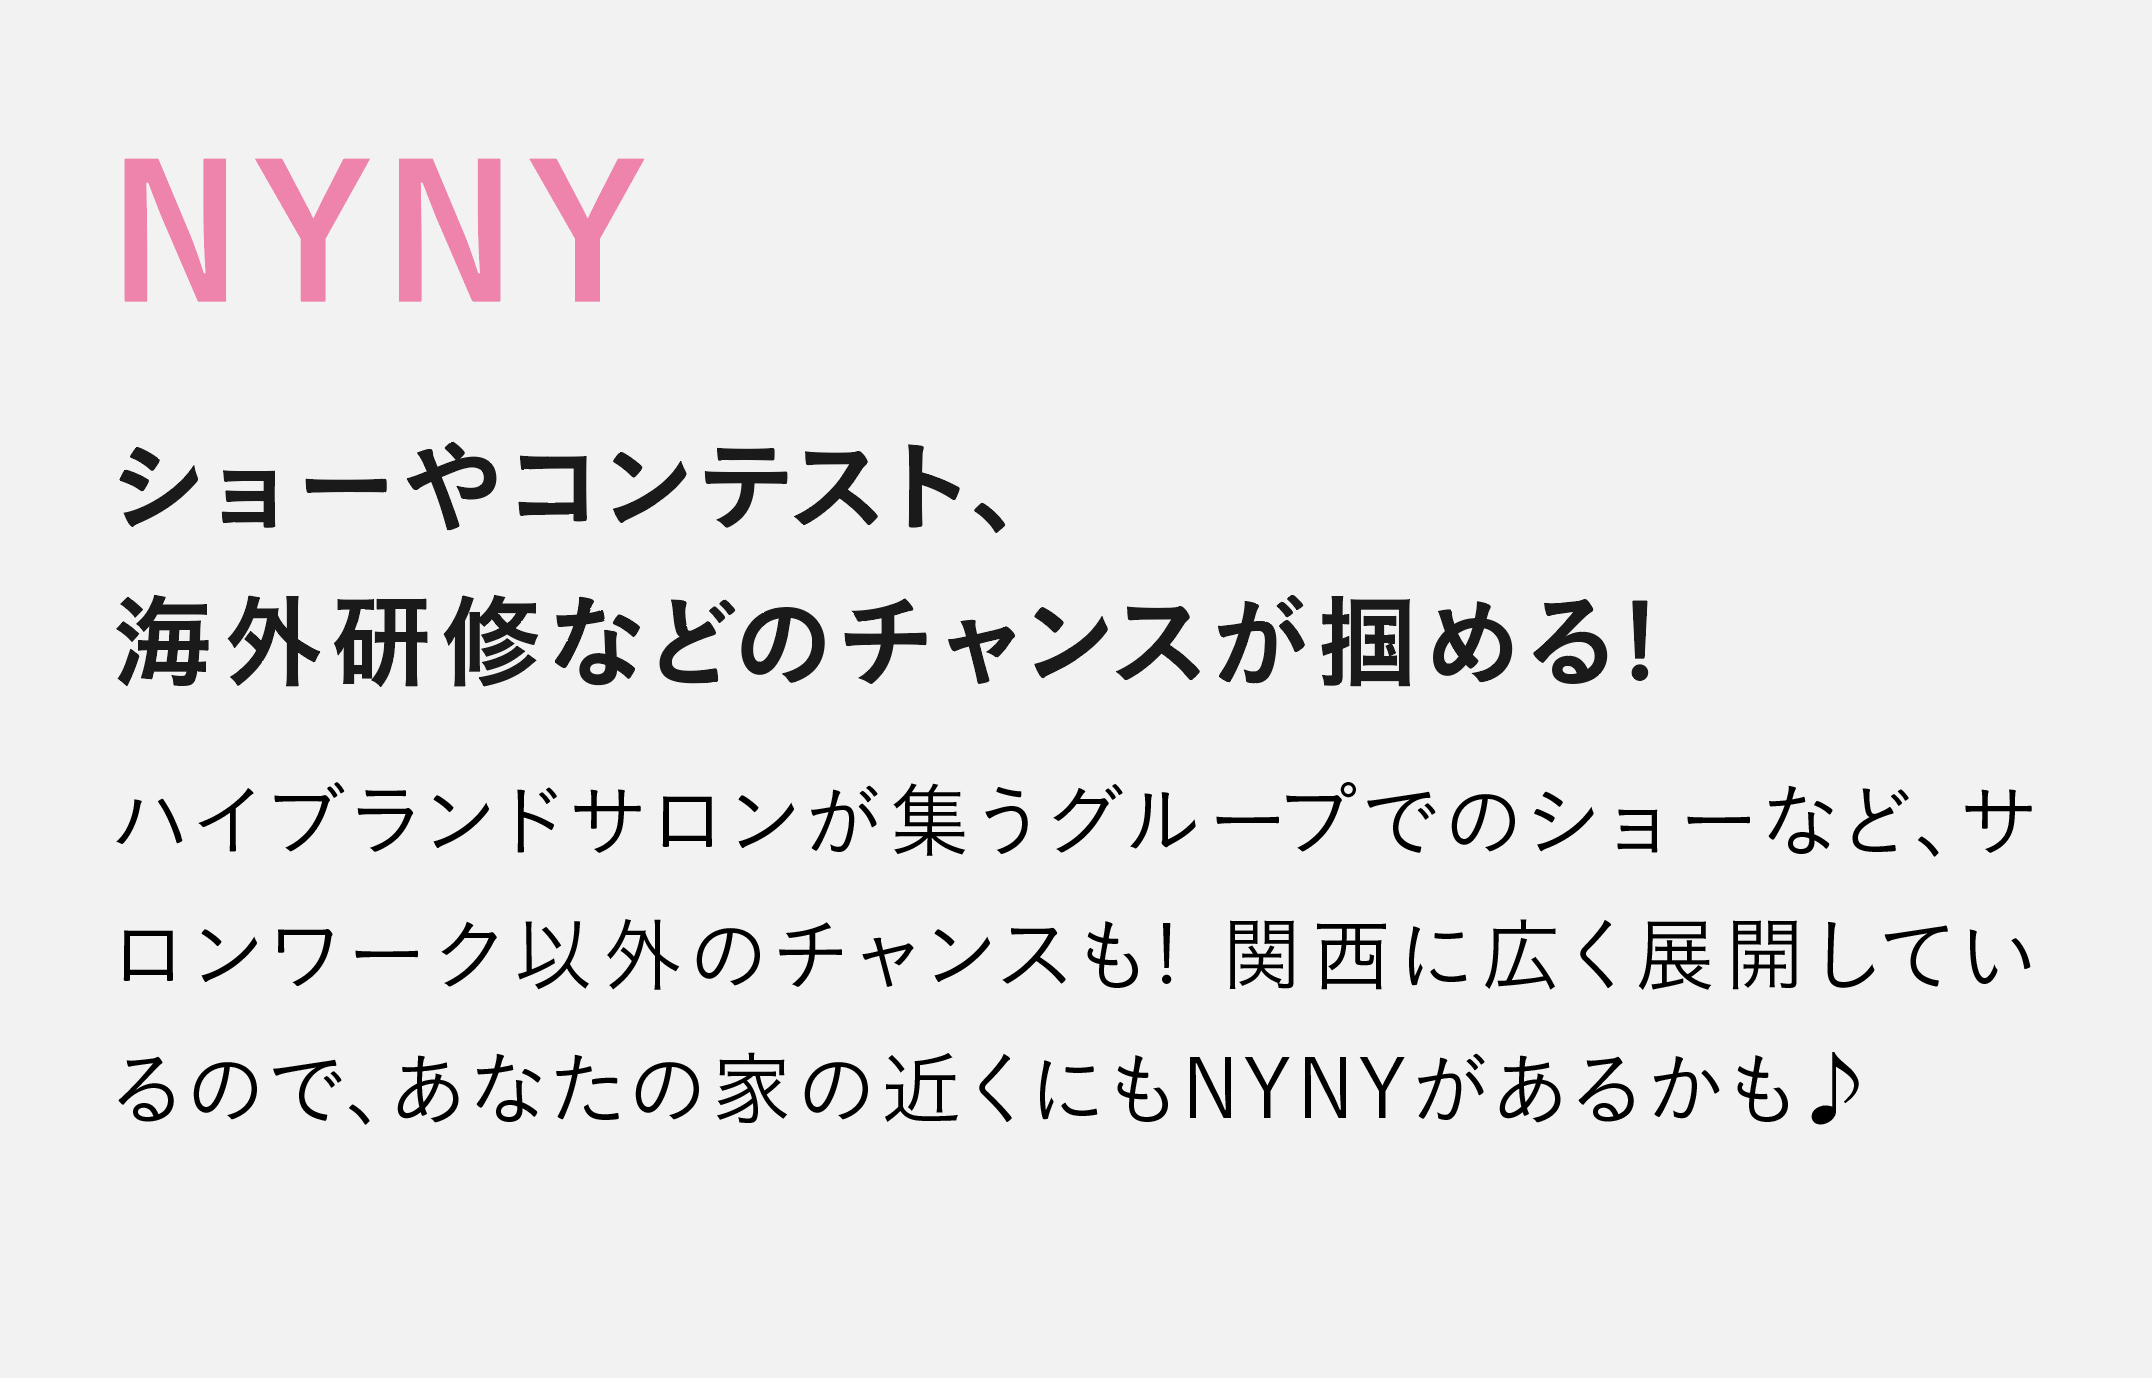 NYNY
ショーやコンテスト、
海外研修などのチャンスが掴める！
ハイブランドサロンが集うグループでのショーなど、サ
ロンワーク以外のチャンスも！ 関西に広く展開してい
るので、あなたの家の近くにもNYNYがあるかも♪